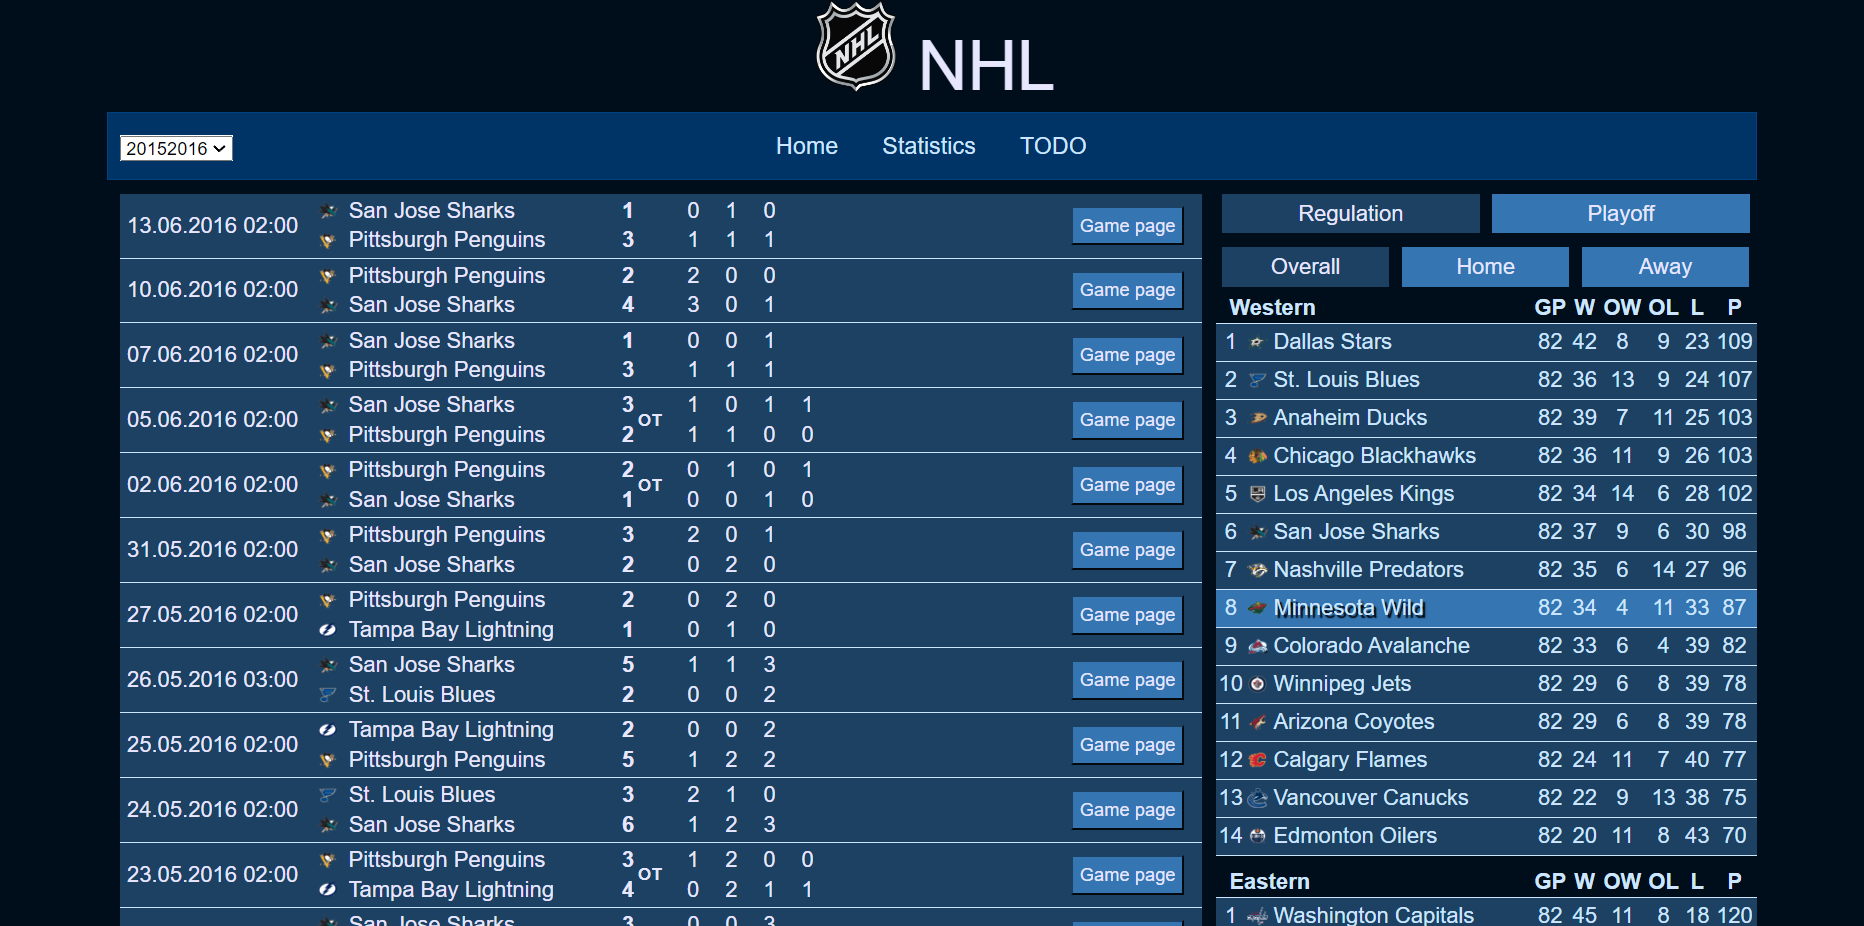 NHL NHL
20152016 Home Statistics TODO
13.06.2016 02:00 San Jose Sharks 1 0 1 0 Game page
Pittsburgh Penguins 3 1 1 1
10.06.2016 02:00 Pittsburgh Penguins 2 2 0 0 Game page
San Jose Sharks 4 3 0 1
07.06.2016 02:00 San Jose Sharks 1 0 0 1 Game page
Pittsburgh Penguins 3 1 1 1
05.06.2016 02:00 San Jose Sharks 3 OT 1 0 1 1 Game page
Pittsburgh Penguins 2 1 1 0 0
02.06.2016 02:00 Pittsburgh Penguins 2 OT 0 1 0 1 Game page
San Jose Sharks 1 0 0 1 0
31.05.2016 02:00 Pittsburgh Penguins 3 2 0 1 Game page
San Jose Sharks 2 0 2 0
27.05.2016 02:00 Pittsburgh Penguins 2 0 2 0 Game page
Tampa Bay Lightning 1 0 1 0
26.05.2016 03:00 San Jose Sharks 5 1 1 3 Game page
St. Louis Blues 2 0 0 2
25.05.2016 02:00 Tampa Bay Lightning 2 0 0 2 Game page
Pittsburgh Penguins 5 1 2 2
24.05.2016 02:00 St. Louis Blues 3 2 1 0 Game page
San Jose Sharks 6 1 2 3
23.05.2016 02:00 Pittsburgh Penguins 3 OT 1 2 0 0 Game page
Tampa Bay Lightning 4 0 2 1 1
San Jose Sharks 3 0 0 3
Regulation Playoff
Overall Home Away
Western GP W OW OL L P
1 Dallas Stars 82 42 8 9 23 109
2 St. Louis Blues 82 36 13 9 24 107
3 Anaheim Ducks 82 39 7 11 25 103
4 Chicago Blackhawks 82 36 11 9 26 103
5 Los Angeles Kings 82 34 14 6 28 102
6 San Jose Sharks 82 37 9 6 30 98
7 Nashville Predators 82 35 6 14 27 96
8 Minnesota Wild 82 34 4 11 33 87
9 Colorado Avalanche 82 33 6 4 39 82
10 Winnipeg Jets 82 29 6 8 39 78
11 Arizona Coyotes 82 29 6 8 39 78
12 Calgary Flames 82 24 11 7 40 77
13 Vancouver Canucks 82 22 9 13 38 75
14 Edmonton Oilers 82 20 11 8 43 70
Eastern GP W OW OL L P
1 Washington Capitals 82 45 11 8 18 120